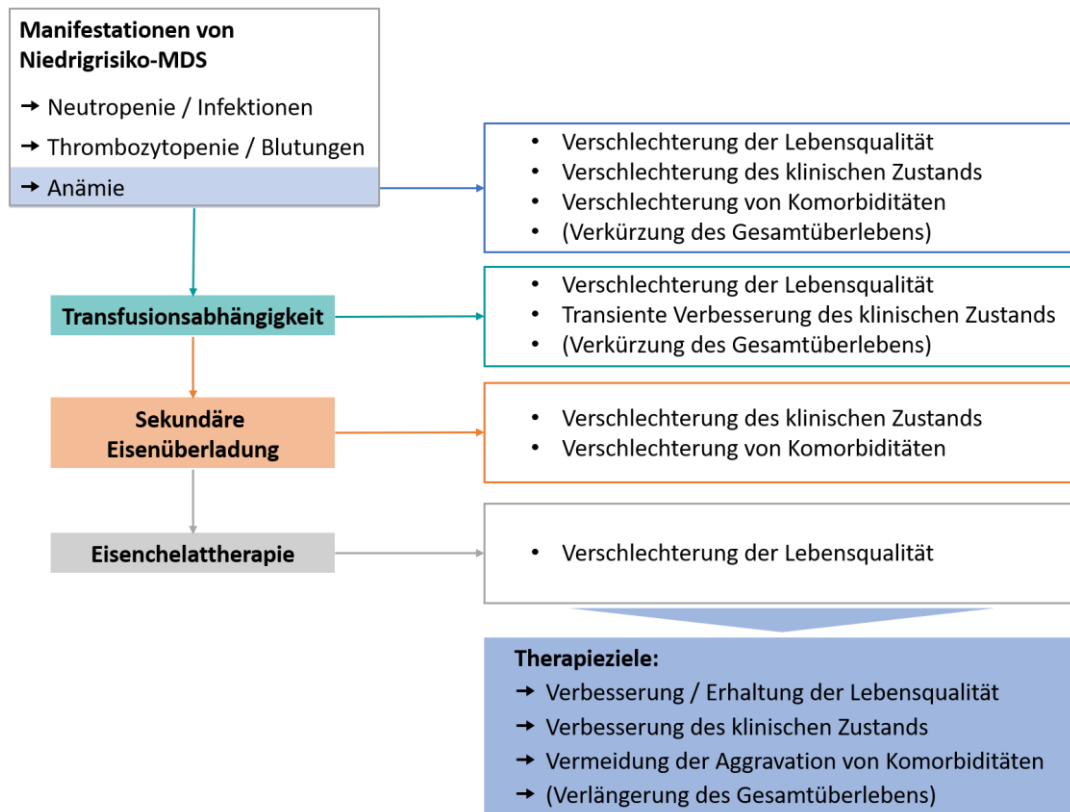 Manifestationen von
Niedrigrisiko-MDS
→ Neutropenie / Infektionen
→ Thrombozytopenie / Blutungen
→ Anämie
• Verschlechterung der Lebensqualität
• Verschlechterung des klinischen Zustands
• Verschlechterung von Komorbiditäten
• (Verkürzung des Gesamtüberlebens)
Transfusionsabhängigkeit
• Verschlechterung der Lebensqualität
• Transiente Verbesserung des klinischen Zustands
• (Verkürzung des Gesamtüberlebens)
Sekundäre
Eisenüberladung
• Verschlechterung des klinischen Zustands
• Verschlechterung von Komorbiditäten
Eisenchelattherapie
• Verschlechterung der Lebensqualität
Therapieziele:
→ Verbesserung / Erhaltung der Lebensqualität
→ Verbesserung des klinischen Zustands
→ Vermeidung der Aggravation von Komorbiditäten
→ (Verlängerung des Gesamtüberlebens)